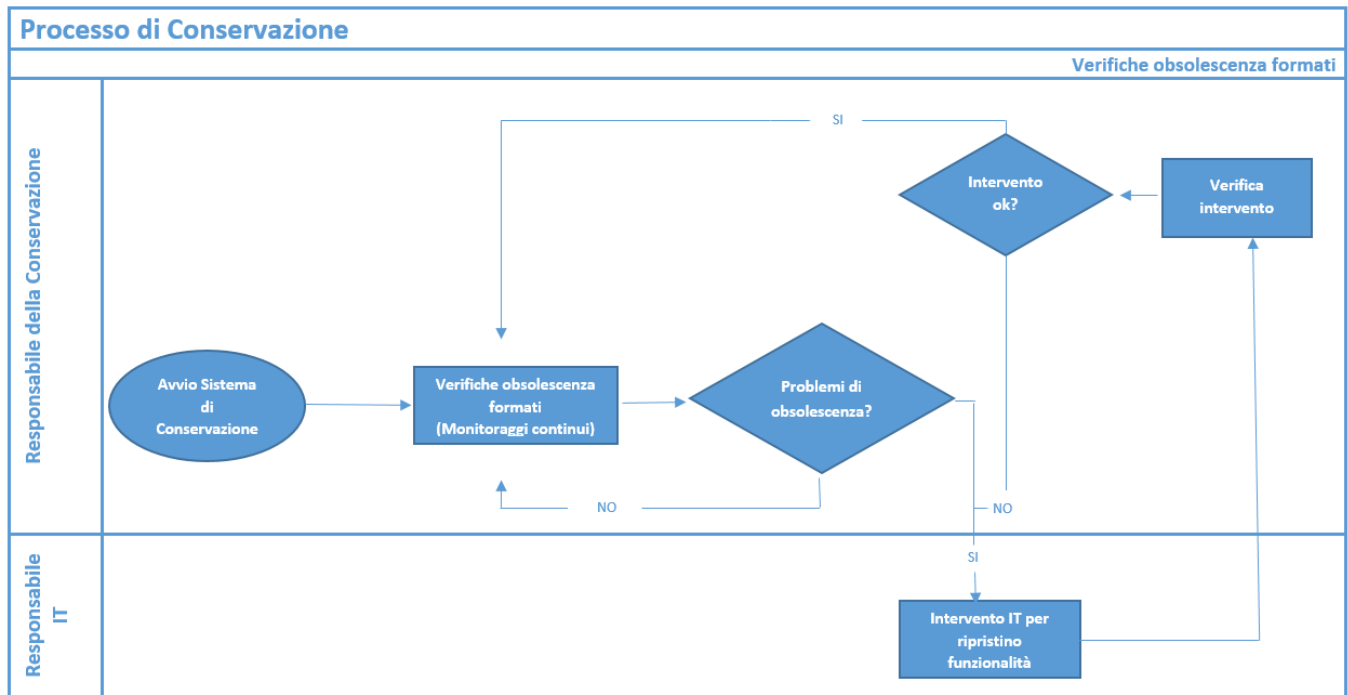 Processo di Conservazione
Verifiche obsolescenza formati
Responsabile della Conservazione
SI
Intervento
ok?
Verifica
intervento
Avvio Sistema
di
Conservazione
Verifiche obsolescenza
formati
(Monitoraggi continui)
Problemi di
obsolescenza?
NO
NO
Responsabile
IT
SI
Intervento IT per
ripristino
funzionalità